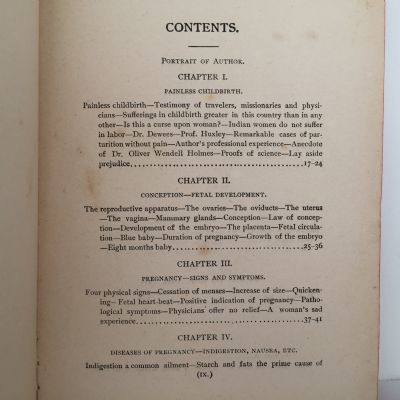 CONTENTS.
PORTRAIT OF AUTHOR.
CHAPTER I.
PAINLESS CHILDBIRTH.
Painless childbirth—Testimony of travelers, missionaries and physi-
cians—Sufferings in childbirth greater in this country than in any
other—Is this a curse upon woman?—Indian women do not suffer
in labor—Dr. Dewees—Prof. Huxley—Remarkable cases of par-
turition without pain—Author's professional experience—Anecdote
of Dr. Oliver Wendell Holmes—Proofs of science—Lay aside
prejudice.................................................17-24
CHAPTER II.
CONCEPTION—FETAL DEVELOPMENT.
The reproductive apparatus—The ovaries—The oviducts—The uterus
—The vagina—Mammary glands—Conception—Law of concep-
tion—Development of the embryo—The placenta—Fetal circula-
tion—Blue baby—Duration of pregnancy—Growth of the embryo
—Eight months baby.......................................25-36
CHAPTER III.
PREGNANCY—SIGNS AND SYMPTOMS.
Four physical signs—Cessation of menses—Increase of size—Quicken-
ing—Fetal heart-beat—Positive indication of pregnancy—Patho-
logical symptoms—Physicians offer no relief—A woman's sad
experience................................................37-41
CHAPTER IV.
DISEASES OF PREGNANCY—INDIGESTION, NAUSEA, ETC.
Indigestion a common ailment—Starch and fats the prime cause of
(IX.)